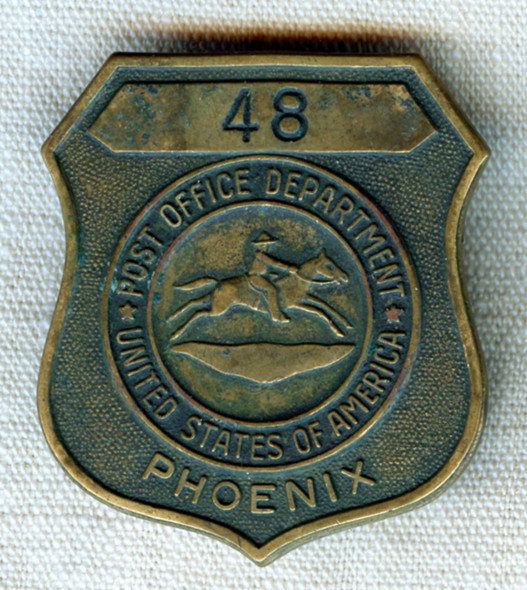 48
POST OFFICE DEPARTMENT
UNITED STATES OF AMERICA
PHOENIX